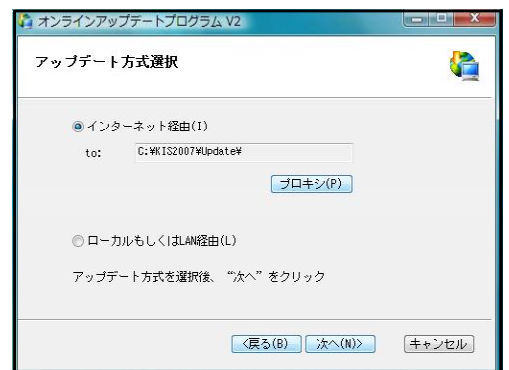 オンラインアップデートプログラム V2
アップデート方式選択
インターネット経由(I)
to: C:¥KIS2007¥Update¥
プロキシ(P)
ローカルもしくはLAN経由(L)
アップデート方式を選択後、“次へ”をクリック
<戻る(B) 次へ(N)> キャンセル